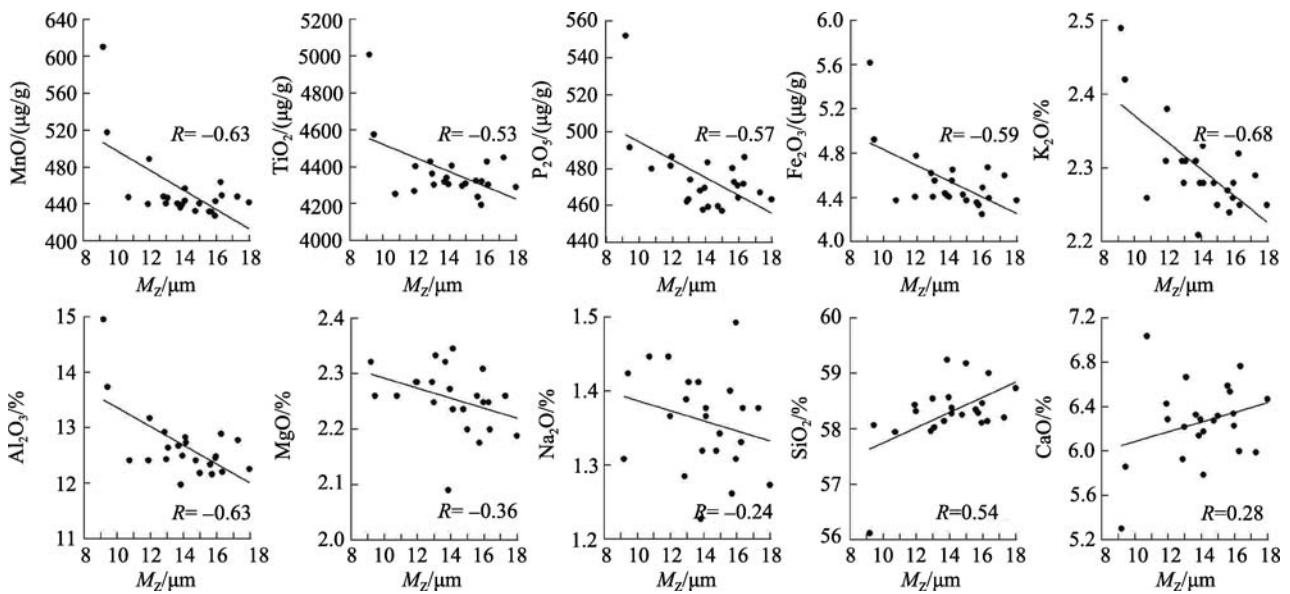 MnO/(μg/g)
640
600
560
520
480
440
400
R= −0.63
8 10 12 14 16 18
M_Z/μm
TiO₂/(μg/g)
5200
5000
4800
4600
4400
4200
4000
R= −0.53
8 10 12 14 16 18
M_Z/μm
P₂O₅/(μg/g)
560
540
520
500
480
460
440
R= −0.57
8 10 12 14 16 18
M_Z/μm
Fe₂O₃/(μg/g)
6.0
5.6
5.2
4.8
4.4
4.0
R= −0.59
8 10 12 14 16 18
M_Z/μm
K₂O/%
2.5
2.4
2.3
2.2
R= −0.68
8 10 12 14 16 18
M_Z/μm
Al₂O₃/%
15
14
13
12
11
R= −0.63
8 10 12 14 16 18
M_Z/μm
MgO/%
2.4
2.3
2.2
2.1
2.0
R= −0.36
8 10 12 14 16 18
M_Z/μm
Na₂O/%
1.5
1.4
1.3
1.2
R= −0.24
8 10 12 14 16 18
M_Z/μm
SiO₂/%
60
59
58
57
56
R=0.54
8 10 12 14 16 18
M_Z/μm
CaO/%
7.2
6.8
6.4
6.0
5.6
5.2
R=0.28
8 10 12 14 16 18
M_Z/μm